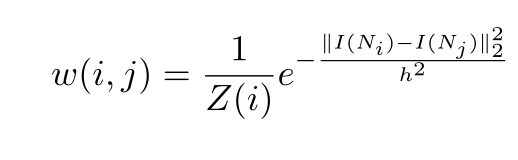 w(i, j) = \frac{1}{Z(i)} e^{-\frac{\|I(N_i)-I(N_j)\|_2^2}{h^2}}